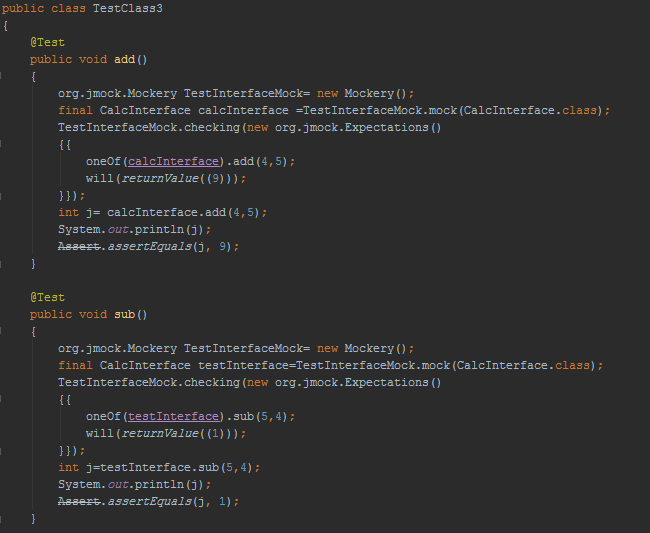 public class TestClass3
{
@Test
public void add()
{
org.jmock.Mockery TestInterfaceMock= new Mockery();
final CalcInterface calcInterface =TestInterfaceMock.mock(CalcInterface.class);
TestInterfaceMock.checking(new org.jmock.Expectations()
{{
oneOf(calcInterface).add(4,5);
will(returnValue((9)));
}});
int j= calcInterface.add(4,5);
System.out.println(j);
Assert.assertEquals(j, 9);
}
@Test
public void sub()
{
org.jmock.Mockery TestInterfaceMock= new Mockery();
final CalcInterface testInterface=TestInterfaceMock.mock(CalcInterface.class);
TestInterfaceMock.checking(new org.jmock.Expectations()
{{
oneOf(testInterface).sub(5,4);
will(returnValue((1)));
}});
int j=testInterface.sub(5,4);
System.out.println(j);
Assert.assertEquals(j, 1);
}